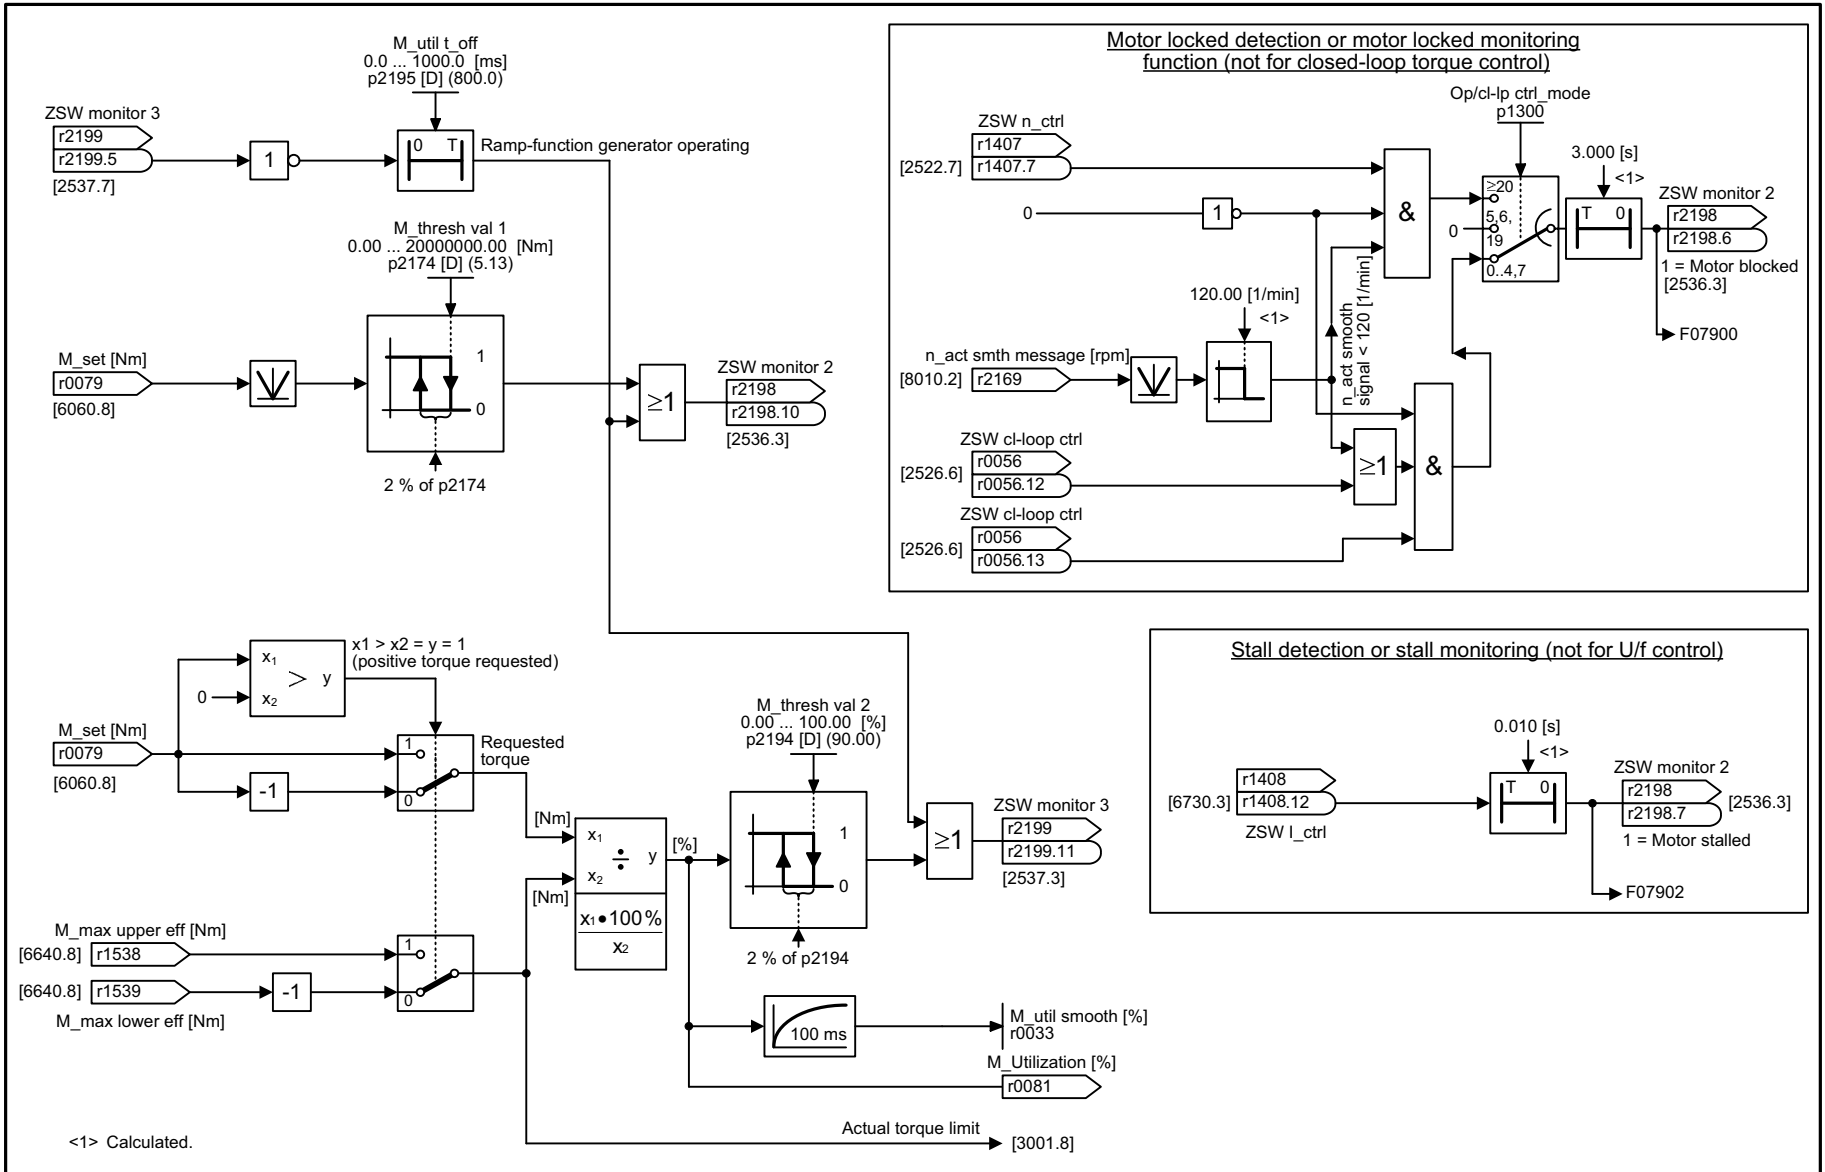 M_util t_off
0.0 ... 1000.0 [ms]
p2195 [D] (800.0)
ZSW monitor 3
r2199
r2199.5
[2537.7]
1
0 T
Ramp-function generator operating
M_thresh val 1
0.00 ... 20000000.00 [Nm]
p2174 [D] (5.13)
M_set [Nm]
r0079
[6060.8]
1
0
2 % of p2174
≥1
ZSW monitor 2
r2198
r2198.10
[2536.3]
x1 > x2 = y = 1
(positive torque requested)
x1
x2
> y
0
M_set [Nm]
r0079
[6060.8]
-1
1
0
Requested
torque
M_max upper eff [Nm]
[6640.8] r1538
[6640.8] r1539
M_max lower eff [Nm]
-1
1
0
[Nm]
[Nm]
x1
x2
÷ y
x1•100%
x2
[%]
M_thresh val 2
0.00 ... 100.00 [%]
p2194 [D] (90.00)
1
0
2 % of p2194
≥1
ZSW monitor 3
r2199
r2199.11
[2537.3]
100 ms
M_util smooth [%]
r0033
M_Utilization [%]
r0081
Actual torque limit
[3001.8]
<1> Calculated.
Motor locked detection or motor locked monitoring
function (not for closed-loop torque control)
ZSW n_ctrl
r1407
[2522.7] r1407.7
0
1
&
Op/cl-lp ctrl_mode
p1300
≥20
5,6,
19
0
0..4,7
3.000 [s]
<1>
T 0
ZSW monitor 2
r2198
r2198.6
1 = Motor blocked
[2536.3]
F07900
120.00 [1/min]
<1>
n_act smth message [rpm]
[8010.2] r2169
n_act smooth
signal < 120 [1/min]
ZSW cl-loop ctrl
r0056
[2526.6]
r0056.12
≥1
&
ZSW cl-loop ctrl
r0056
[2526.6]
r0056.13
Stall detection or stall monitoring (not for U/f control)
0.010 [s]
<1>
r1408
[6730.3] r1408.12
ZSW I_ctrl
T 0
ZSW monitor 2
r2198
r2198.7
[2536.3]
1 = Motor stalled
F07902